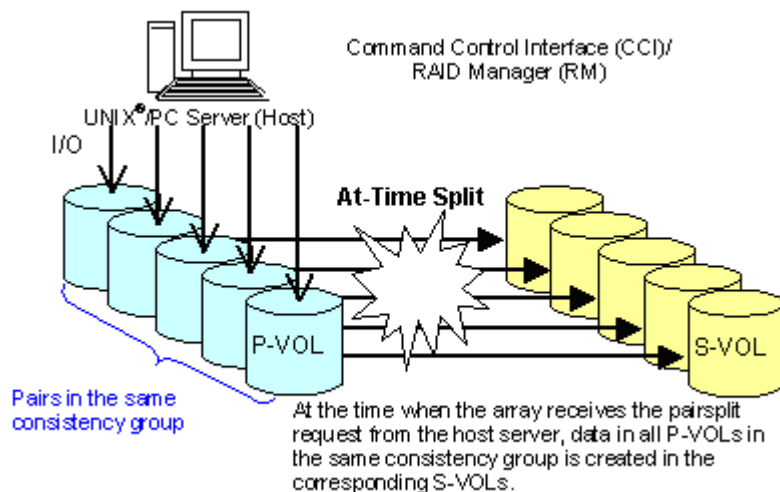 Command Control Interface (CCI)/
RAID Manager (RM)
UNIX®/PC Server (Host)
I/O
At-Time Split
P-VOL
S-VOL
Pairs in the same
consistency group
At the time when the array receives the pairsplit
request from the host server, data in all P-VOLs in
the same consistency group is created in the
corresponding S-VOLs.